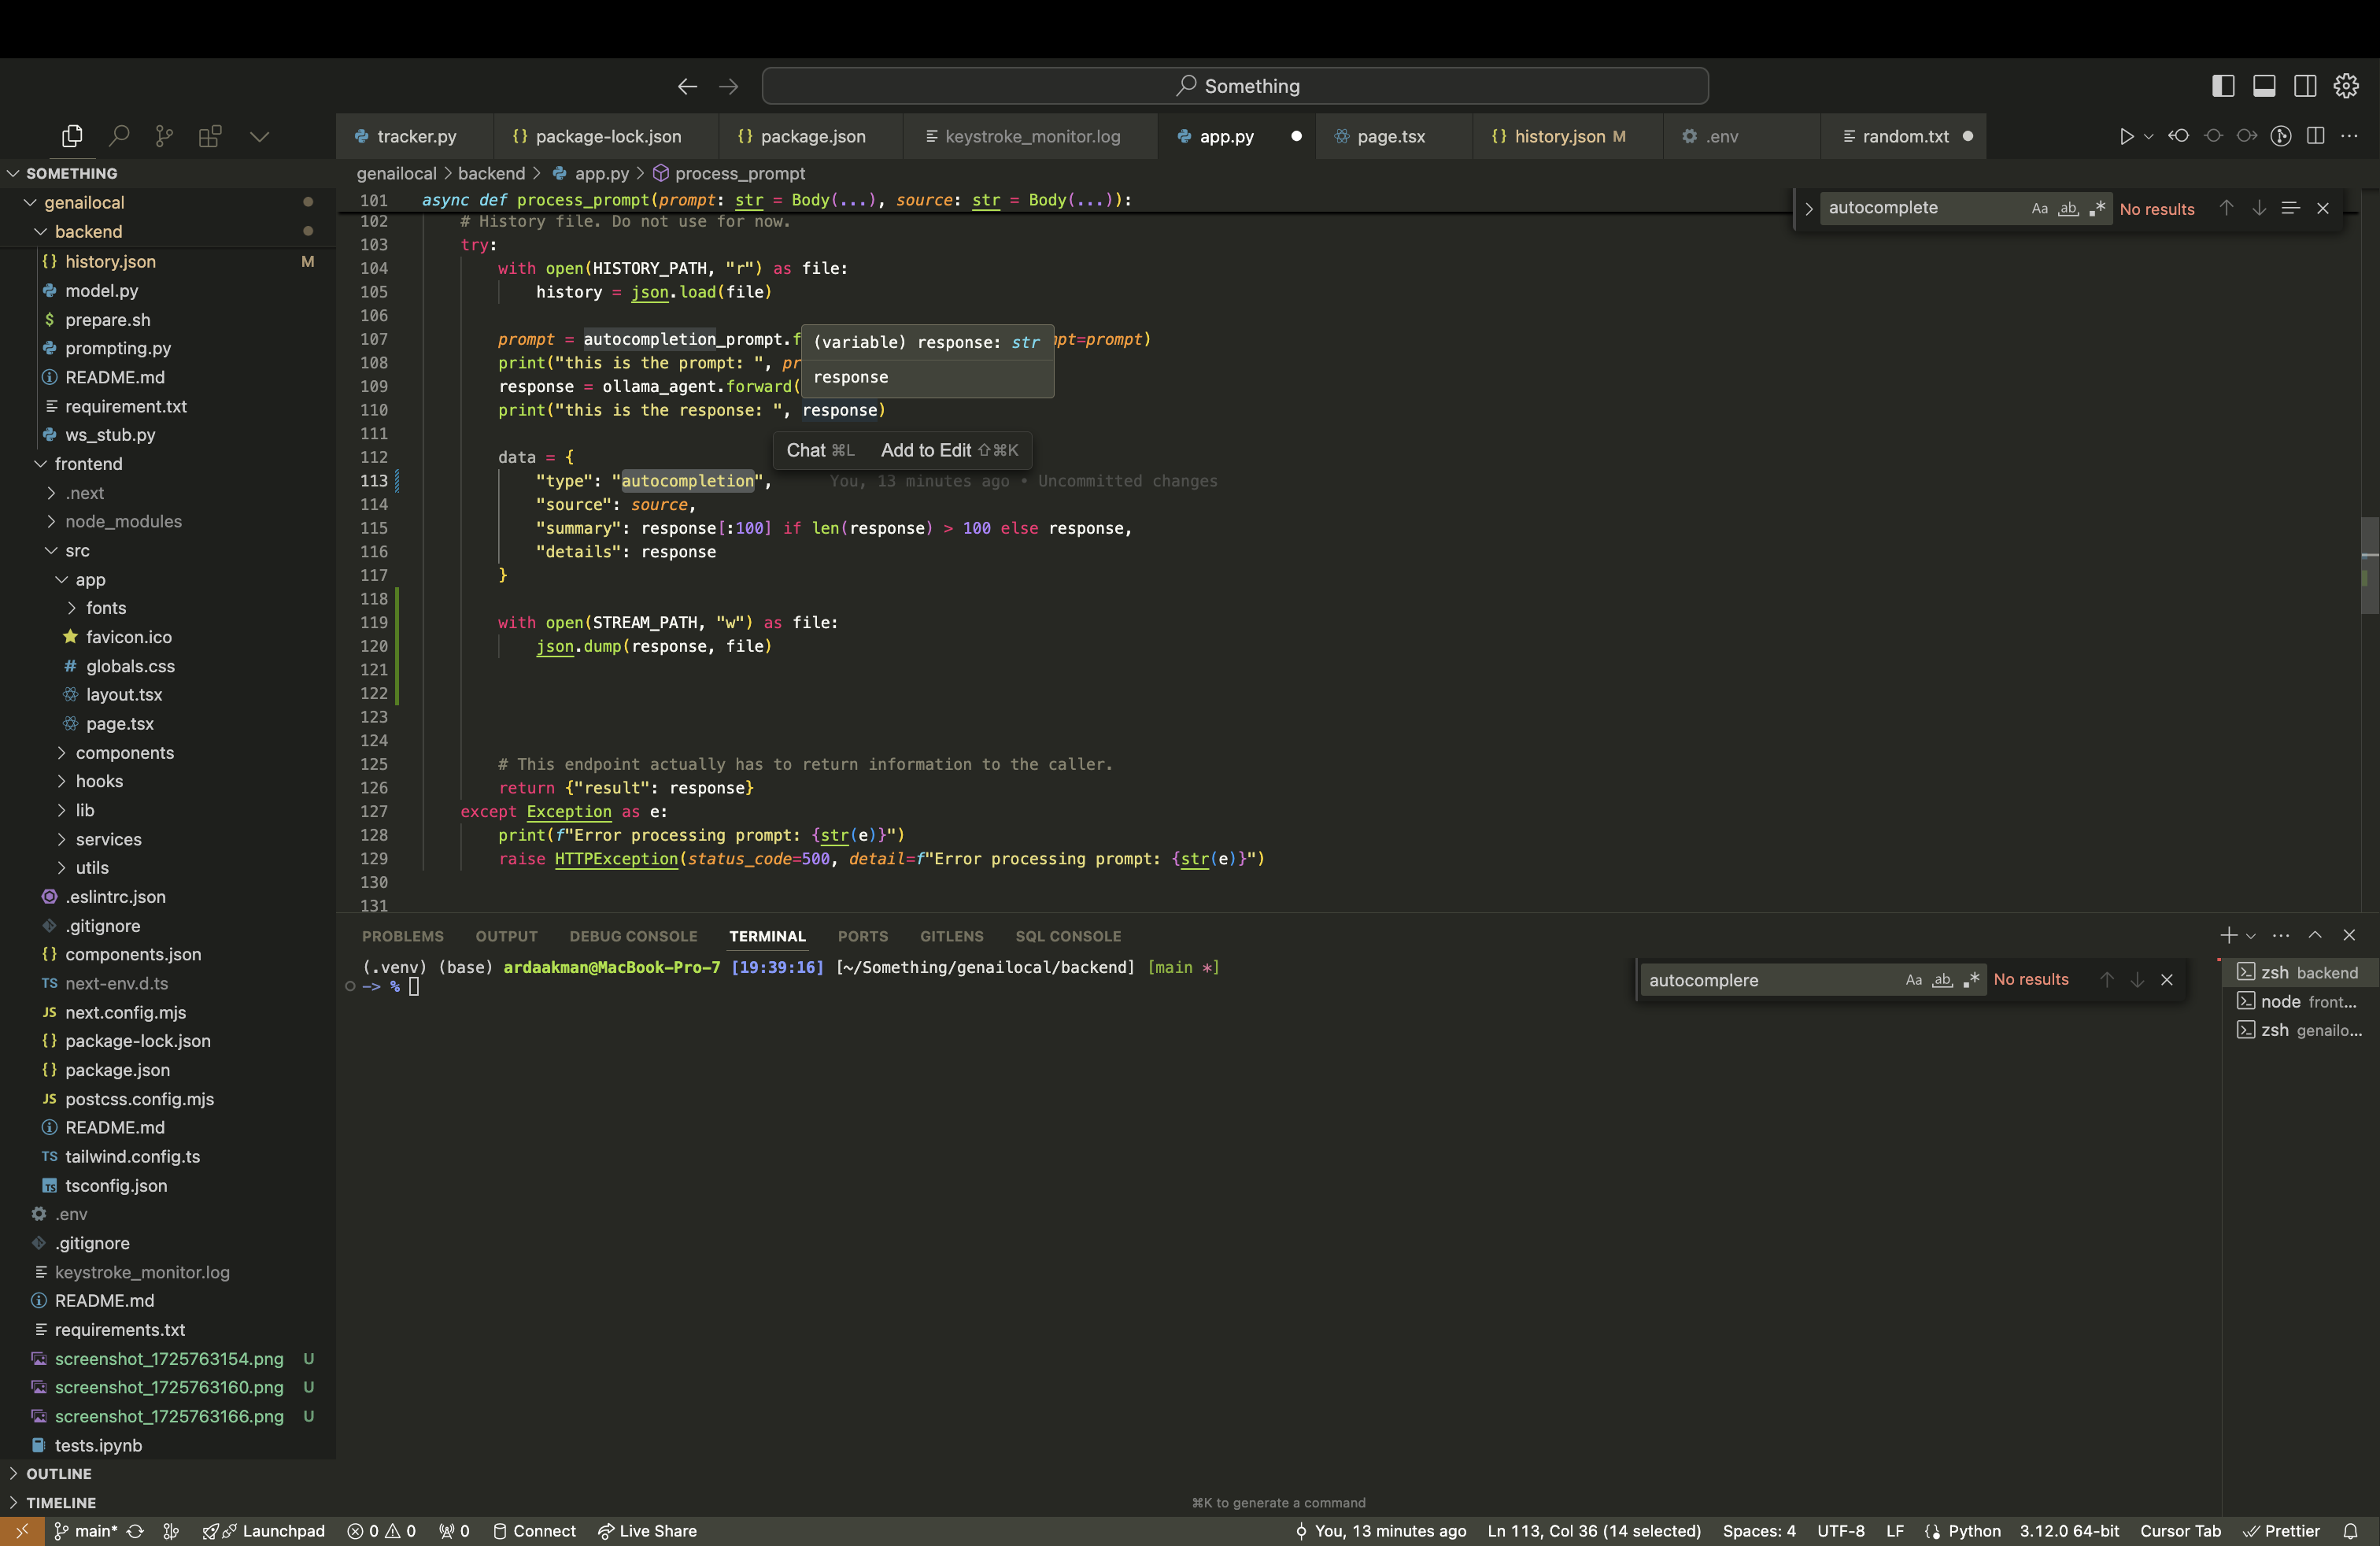 Something
tracker.py
package-lock.json
package.json
keystroke_monitor.log
app.py
page.tsx
history.json M
.env
random.txt
SOMETHING
genailocal
backend
history.json M
model.py
prepare.sh
prompting.py
README.md
requirement.txt
ws_stub.py
frontend
.next
node_modules
src
app
fonts
favicon.ico
globals.css
layout.tsx
page.tsx
components
hooks
lib
services
utils
.eslintrc.json
.gitignore
components.json
TS next-env.d.ts
JS next.config.mjs
package-lock.json
package.json
JS postcss.config.mjs
README.md
TS tailwind.config.ts
tsconfig.json
.env
.gitignore
keystroke_monitor.log
README.md
requirements.txt
screenshot_1725763154.png U
screenshot_1725763160.png U
screenshot_1725763166.png U
tests.ipynb
OUTLINE
TIMELINE
genailocal > backend > app.py > process_prompt
autocomplete Aa ab No results
101 async def process_prompt(prompt: str = Body(...), source: str = Body(...)):
102 # History file. Do not use for now.
103 try:
104 with open(HISTORY_PATH, "r") as file:
105 history = json.load(file)
106
107 prompt = autocompletion_prompt.f pt=prompt)
108 print("this is the prompt: ", pr
109 response = ollama_agent.forward(
110 print("this is the response: ", response)
(variable) response: str
response
111
Chat ⌘L Add to Edit ⇧⌘K
112 data = {
113 "type": "autocompletion", You, 13 minutes ago • Uncommitted changes
114 "source": source,
115 "summary": response[:100] if len(response) > 100 else response,
116 "details": response
117 }
118
119 with open(STREAM_PATH, "w") as file:
120 json.dump(response, file)
121
122
123
124
125 # This endpoint actually has to return information to the caller.
126 return {"result": response}
127 except Exception as e:
128 print(f"Error processing prompt: {str(e)}")
129 raise HTTPException(status_code=500, detail=f"Error processing prompt: {str(e)}")
130
131
PROBLEMS OUTPUT DEBUG CONSOLE TERMINAL PORTS GITLENS SQL CONSOLE
(.venv) (base) ardaakman@MacBook-Pro-7 [19:39:16] [~/Something/genailocal/backend] [main *]
-> %
autocomplere Aa ab No results
zsh backend
node front...
zsh genailo...
⌘K to generate a command
main* Launchpad 0 0 0 Connect Live Share
You, 13 minutes ago Ln 113, Col 36 (14 selected) Spaces: 4 UTF-8 LF Python 3.12.0 64-bit Cursor Tab Prettier